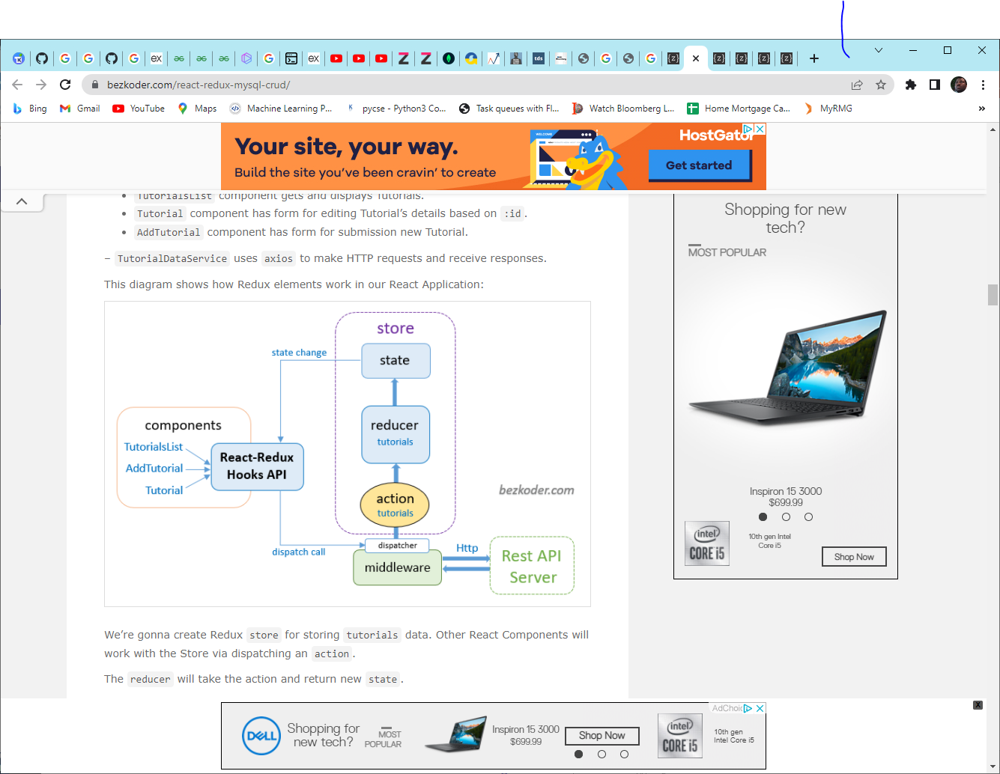 bezkoder.com/react-redux-mysql-crud/
Bing
Gmail
YouTube
Maps
Machine Learning P...
pycse - Python3 Co...
Task queues with Fl...
Watch Bloomberg L...
Home Mortgage Ca...
MyRMG
»
Your site, your way.
Build the site you've been cravin' to create
WELCOME
HostGator
Get started
TutorialsList component gets and displays Tutorials.
• Tutorial component has form for editing Tutorial's details based on :id.
• AddTutorial component has form for submission new Tutorial.
– TutorialDataService uses axios to make HTTP requests and receive responses.
This diagram shows how Redux elements work in our React Application:
store
state change
state
reducer
tutorials
components
TutorialsList
AddTutorial
Tutorial
React-Redux
Hooks API
action
tutorials
bezkoder.com
dispatch call
dispatcher
middleware
Http
Rest API
Server
We're gonna create Redux store for storing tutorials data. Other React Components will
work with the Store via dispatching an action.
The reducer will take the action and return new state.
Shopping for new
tech?
MOST POPULAR
Inspiron 15 3000
$699.99
intel
CORE i5
10th gen Intel
Core i5
Shop Now
DELL
Shopping for
new tech?
MOST
POPULAR
Inspiron 15 3000
$699.99
Shop Now
intel
CORE i5
AdChoic
10th gen
Intel Core i5